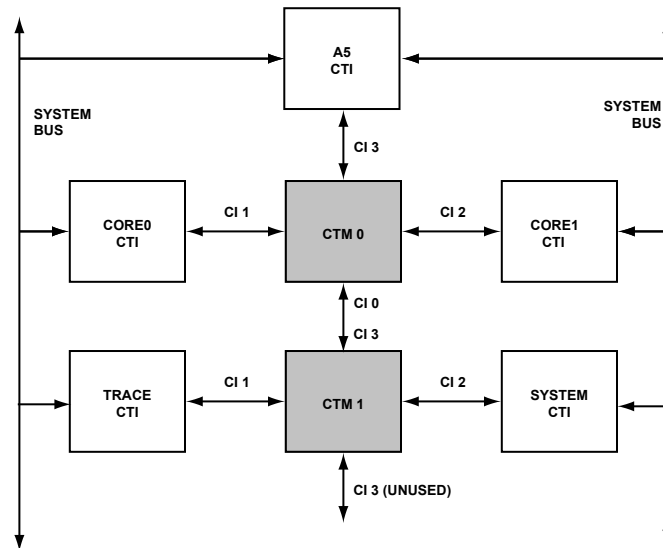 A5
CTI
SYSTEM
BUS
SYSTEM
BUS
CI 3
CORE0
CTI
CI 1
CTM 0
CI 2
CORE1
CTI
CI 0
CI 3
TRACE
CTI
CI 1
CTM 1
CI 2
SYSTEM
CTI
CI 3 (UNUSED)